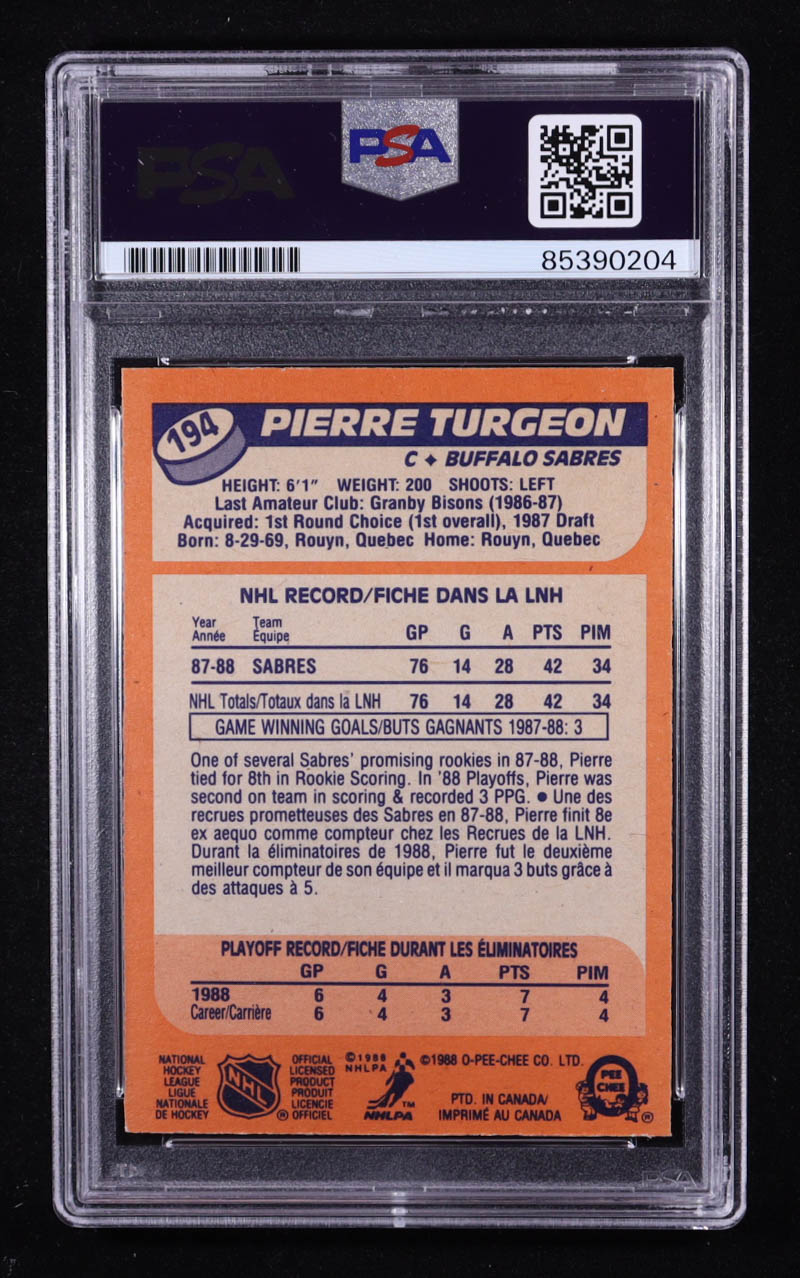 PSA
PSA
85390204
194
PIERRE TURGEON
C ♦ BUFFALO SABRES
HEIGHT: 6'1" WEIGHT: 200 SHOOTS: LEFT
Last Amateur Club: Granby Bisons (1986-87)
Acquired: 1st Round Choice (1st overall), 1987 Draft
Born: 8-29-69, Rouyn, Quebec Home: Rouyn, Quebec
NHL RECORD/FICHE DANS LA LNH
Year Team
Année Équipe GP G A PTS PIM
87-88 SABRES 76 14 28 42 34
NHL Totals/Totaux dans la LNH 76 14 28 42 34
GAME WINNING GOALS/BUTS GAGNANTS 1987-88: 3
One of several Sabres' promising rookies in 87-88, Pierre
tied for 8th in Rookie Scoring. In '88 Playoffs, Pierre was
second on team in scoring & recorded 3 PPG. ● Une des
recrues prometteuses des Sabres en 87-88, Pierre finit 8e
ex aequo comme compteur chez les Recrues de la LNH.
Durant la éliminatoires de 1988, Pierre fut le deuxième
meilleur compteur de son équipe et il marqua 3 buts grâce à
des attaques à 5.
PLAYOFF RECORD/FICHE DURANT LES ÉLIMINATOIRES
GP G A PTS PIM
1988 6 4 3 7 4
Career/Carrière 6 4 3 7 4
NATIONAL
HOCKEY
LEAGUE
LIGUE
NATIONALE
DE HOCKEY
NHL
®
OFFICIAL
LICENSED
PRODUCT
PRODUIT
LICENCIE
OFFICIEL
©1988
NHLPA
TM
NHLPA
©1988 O-PEE-CHEE CO. LTD.
PTD. IN CANADA/
IMPRIMÉ AU CANADA
O
PEE
CHEE
®
PSA